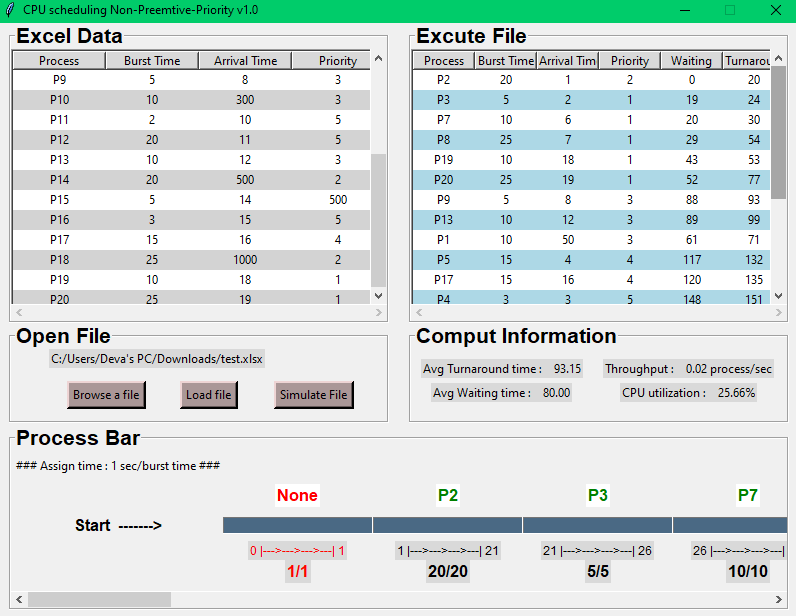 CPU scheduling Non-Preemtive-Priority v1.0
Excel Data
Process Burst Time Arrival Time Priority
P9 5 8 3
P10 10 300 3
P11 2 10 5
P12 20 11 5
P13 10 12 3
P14 20 500 2
P15 5 14 500
P16 3 15 5
P17 15 16 4
P18 25 1000 2
P19 10 18 1
P20 25 19 1
Excute File
Process Burst Time Arrival Tim Priority Waiting Turnarou
P2 20 1 2 0 20
P3 5 2 1 19 24
P7 10 6 1 20 30
P8 25 7 1 29 54
P19 10 18 1 43 53
P20 25 19 1 52 77
P9 5 8 3 88 93
P13 10 12 3 89 99
P1 10 50 3 61 71
P5 15 4 4 117 132
P17 15 16 4 120 135
P4 3 3 5 148 151
Open File
C:/Users/Deva's PC/Downloads/test.xlsx
Browse a file Load file Simulate File
Comput Information
Avg Turnaround time : 93.15 Throughput : 0.02 process/sec
Avg Waiting time : 80.00 CPU utilization : 25.66%
Process Bar
### Assign time : 1 sec/burst time ###
None P2 P3 P7
Start ------->
0 |--->--->--->---| 1 1 |--->--->--->---| 21 21 |--->--->--->---| 26 26 |--->--->--->---|
1/1 20/20 5/5 10/10